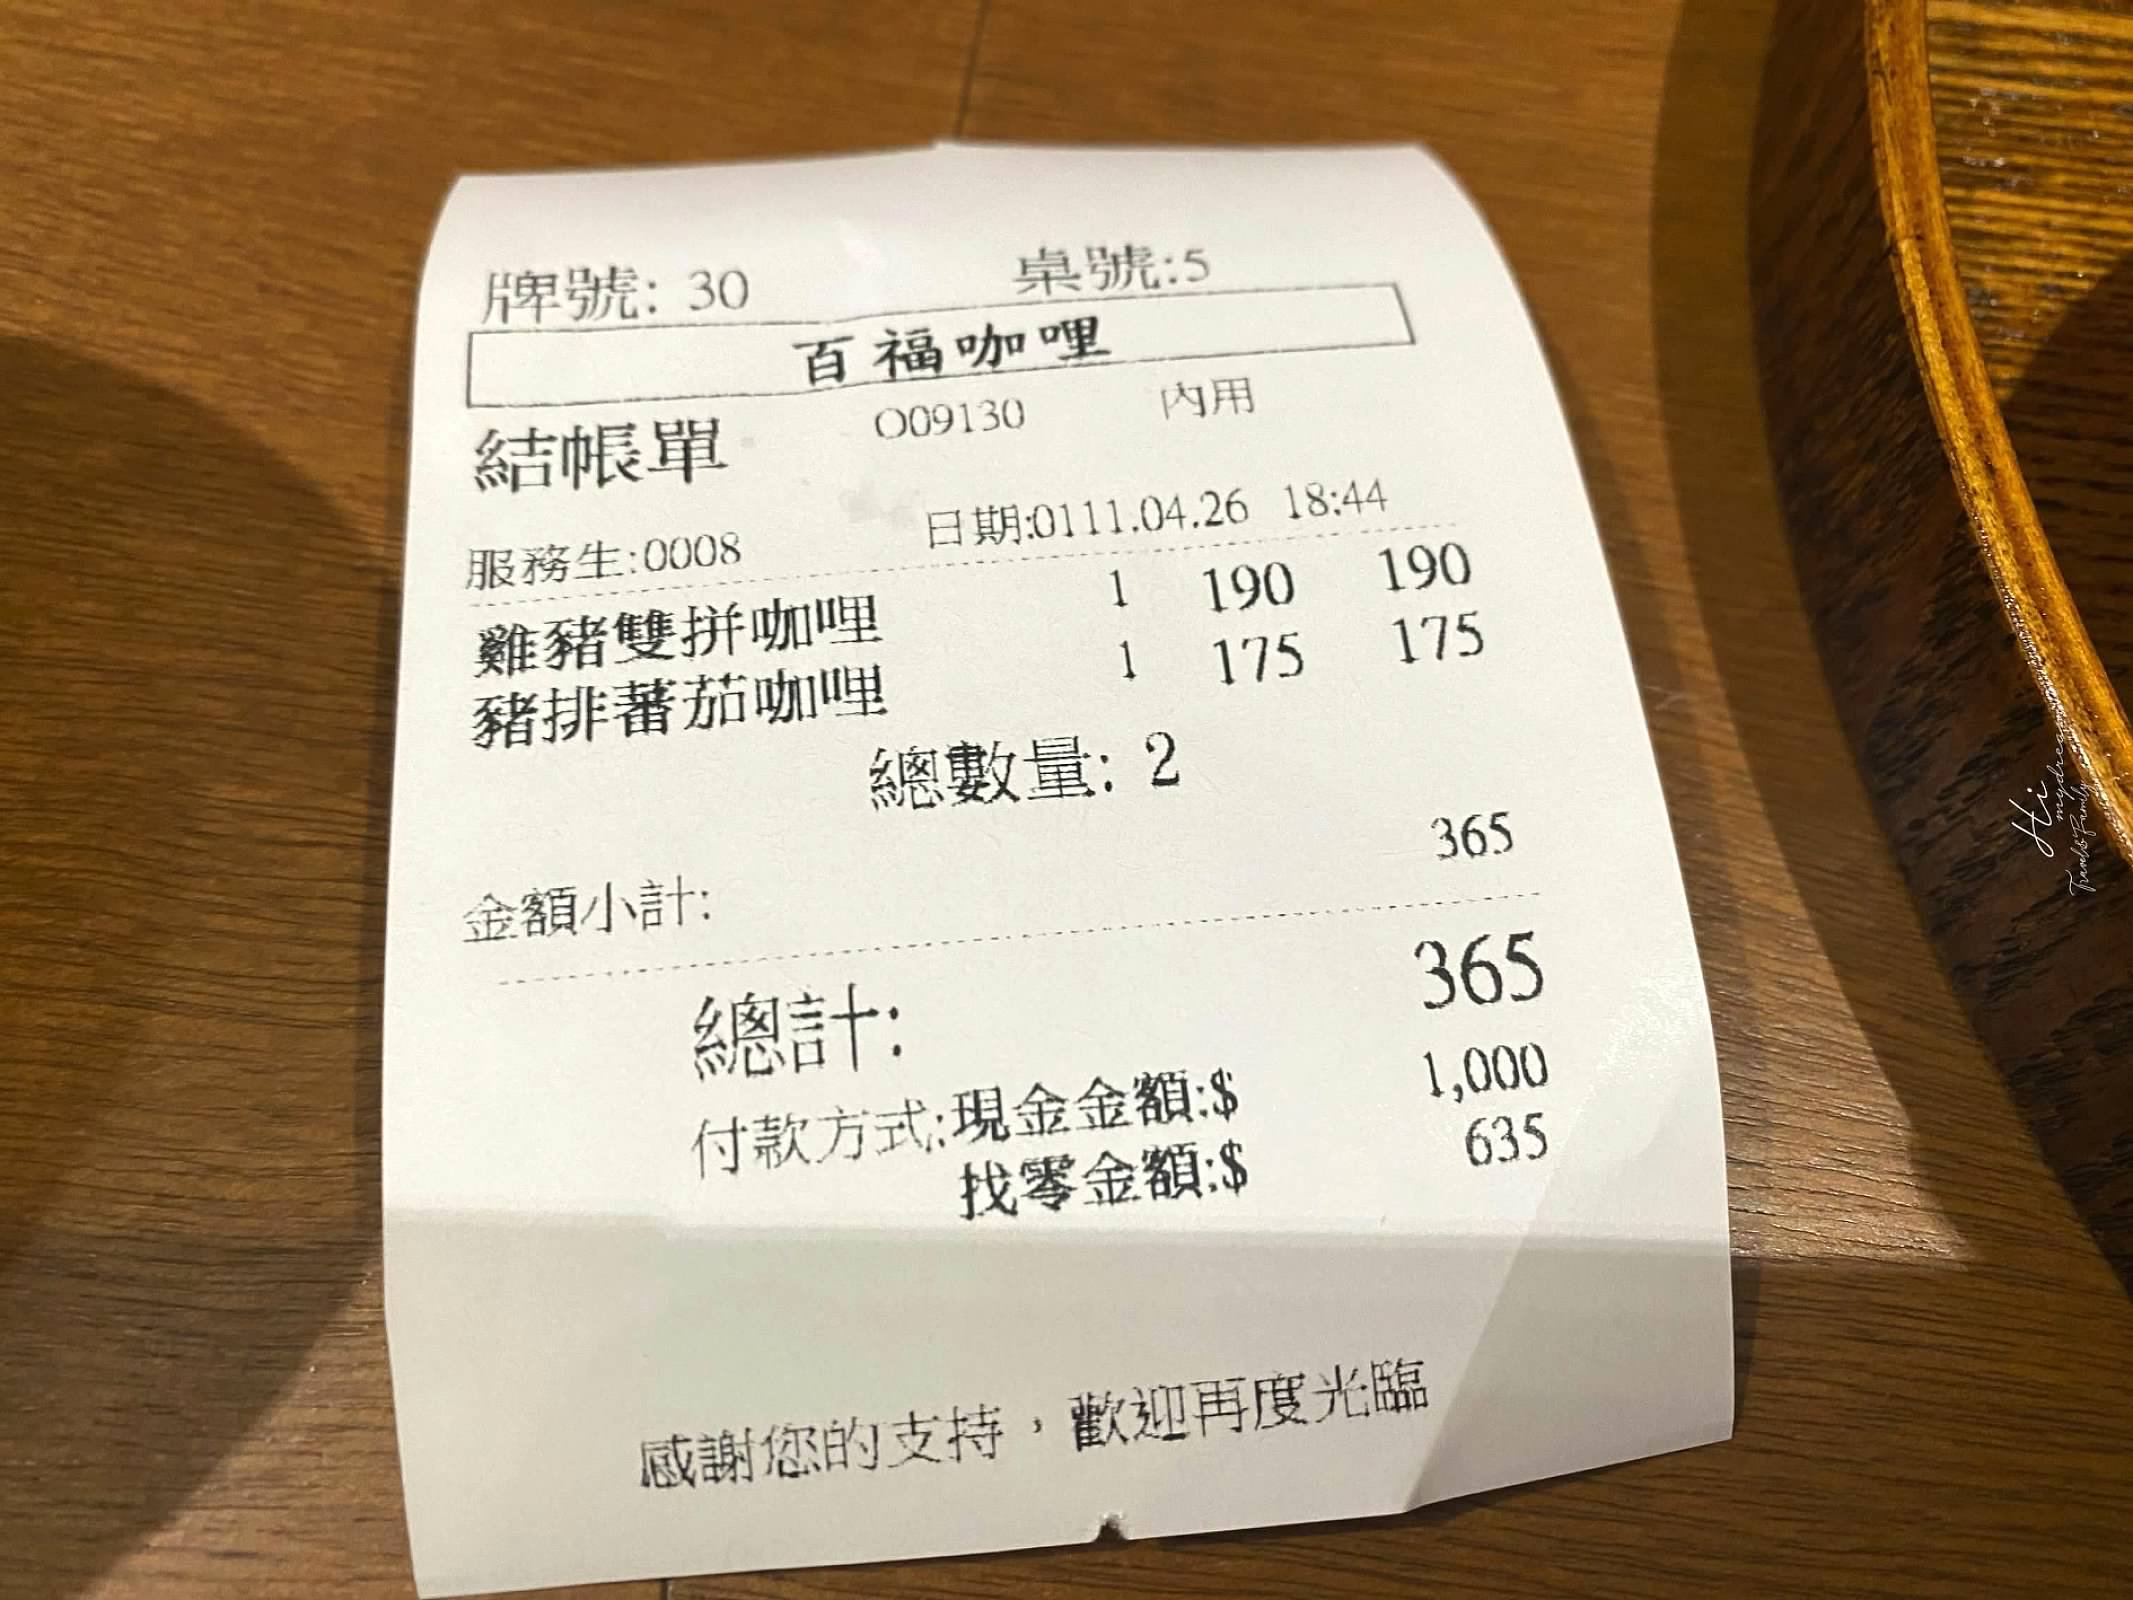 牌號: 30 桌號:5
百福咖哩
結帳單 O09130 內用
服務生:0008 日期:0111.04.26 18:44
雞豬雙拼咖哩 1 190 190
豬排蕃茄咖哩 1 175 175
總數量: 2
金額小計: 365
總計: 365
付款方式:現金金額:$ 1,000
找零金額:$ 635
感謝您的支持，歡迎再度光臨
Hi
mydream
Travel&Family